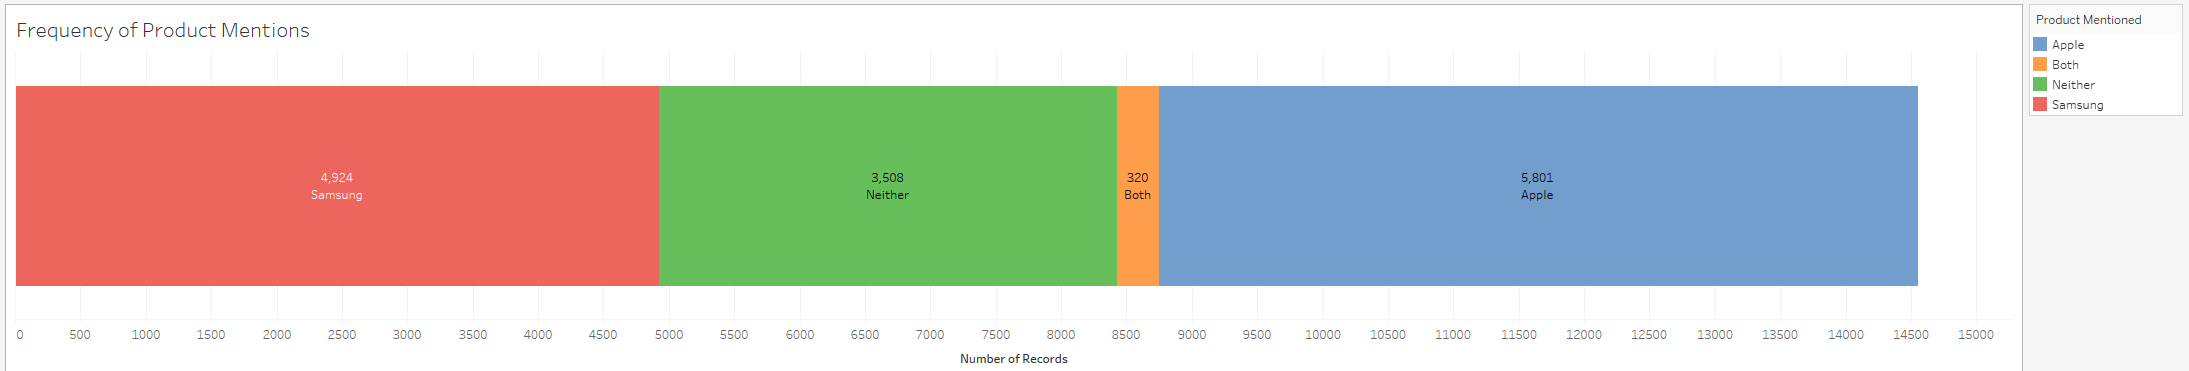 Frequency of Product Mentions
4,924
Samsung
3,508
Neither
320
Both
5,801
Apple
0 500 1000 1500 2000 2500 3000 3500 4000 4500 5000 5500 6000 6500 7000 7500 8000 8500 9000 9500 10000 10500 11000 11500 12000 12500 13000 13500 14000 14500 15000
Number of Records
Product Mentioned
Apple
Both
Neither
Samsung